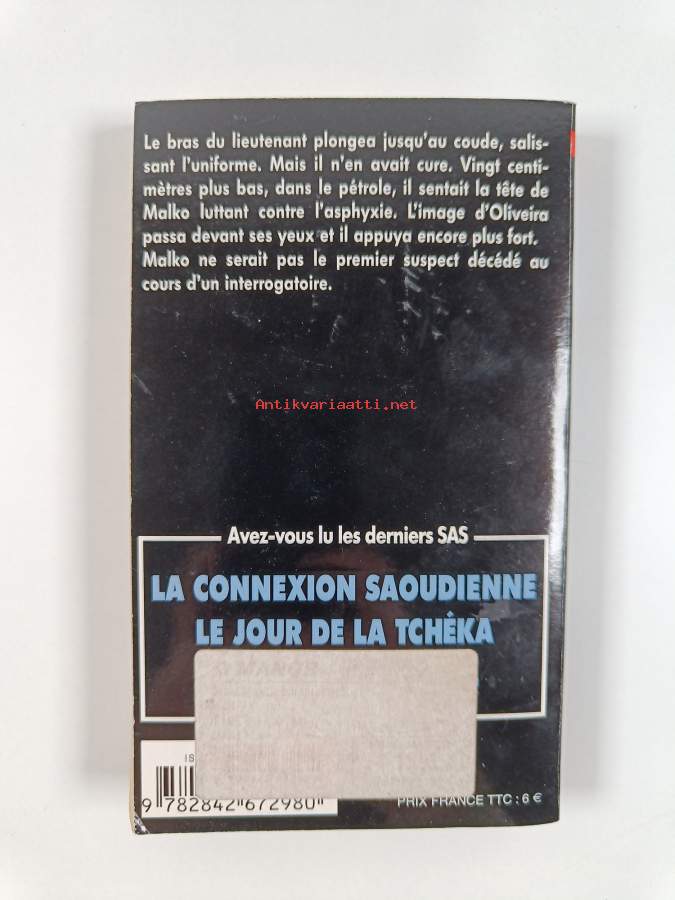 Le bras du lieutenant plongea jusqu'au coude, salis-
sant l'uniforme. Mais il n'en avait cure. Vingt centi-
mètres plus bas, dans le pétrole, il sentait la tête de
Malko luttant contre l'asphyxie. L'image d'Oliveira
passa devant ses yeux et il appuya encore plus fort.
Malko ne serait pas le premier suspect décédé au
cours d'un interrogatoire.
Antikvariaatti.net
Avez-vous lu les derniers SAS
LA CONNEXION SAOUDIENNE
LE JOUR DE LA TCHÉKA
IS
9 782842 672980
PRIX FRANCE TTC : 6 €